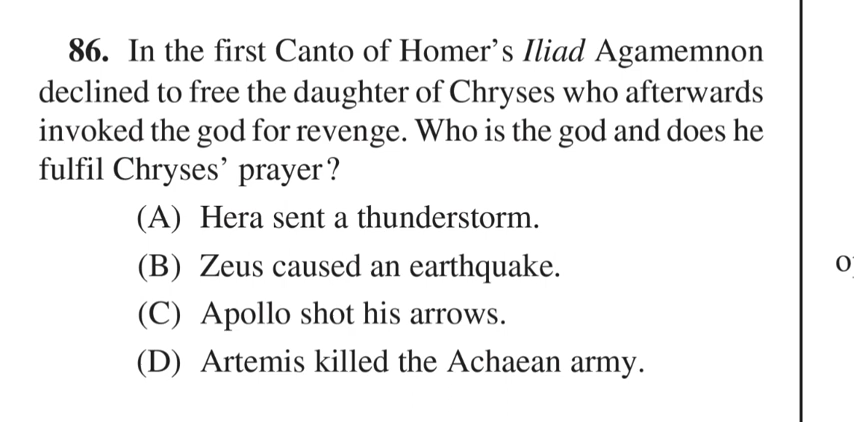 86. In the first Canto of Homer’s Iliad Agamemnon
declined to free the daughter of Chryses who afterwards
invoked the god for revenge. Who is the god and does he
fulfil Chryses’ prayer?
(A) Hera sent a thunderstorm.
(B) Zeus caused an earthquake.
(C) Apollo shot his arrows.
(D) Artemis killed the Achaean army.